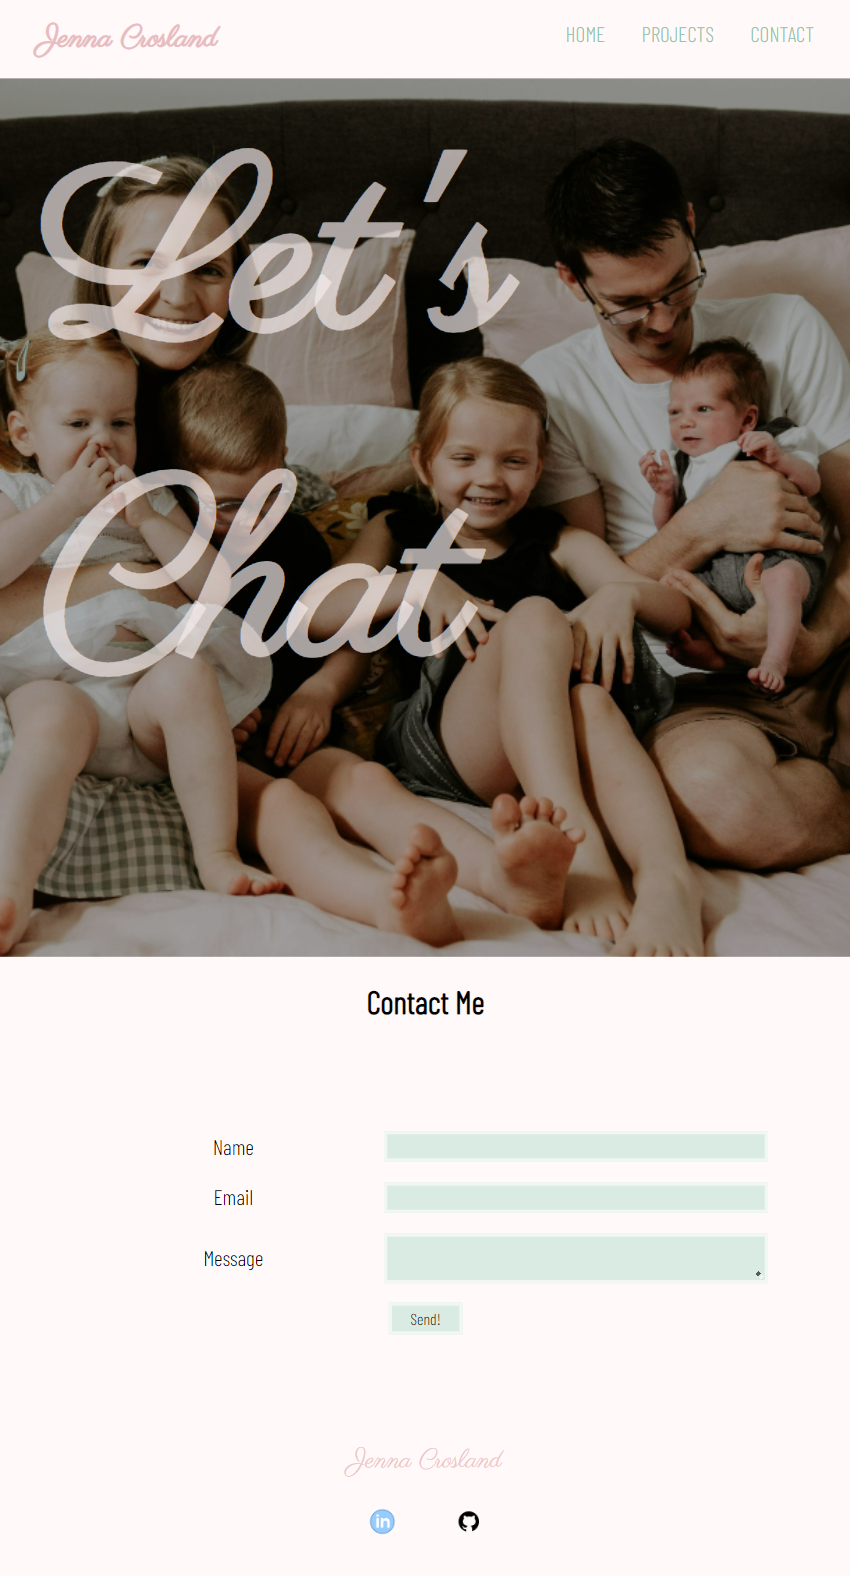 Jenna Crosland
HOME PROJECTS CONTACT
Let's
Chat
Contact Me
Name
Email
Message
Send!
Jenna Crosland
in